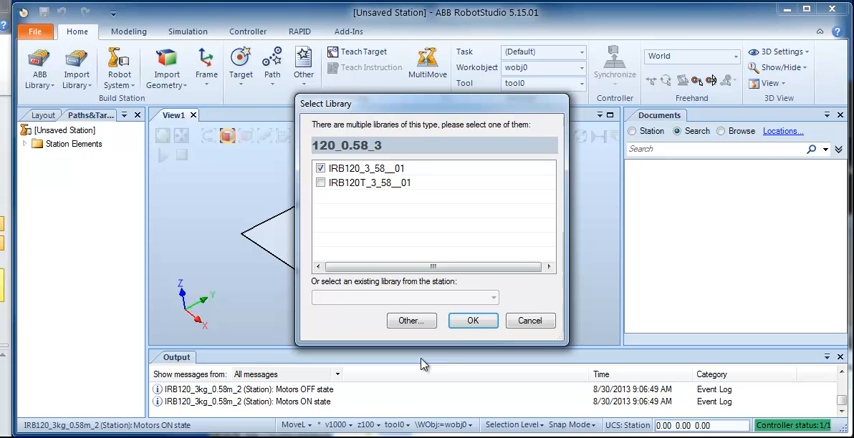 [Unsaved Station] - ABB RobotStudio 5.15.01
File Home Modeling Simulation Controller RAPID Add-Ins
ABB Library Import Library Robot System Import Geometry Frame Target Path
Teach Target
Teach Instruction
MultiMove
Task (Default)
Workobject wobj0
Tool tool0
Synchronize
World
3D Settings
Show/Hide
View
Build Station Controller Freehand 3D View
Layout Paths&Tar...
[Unsaved Station]
Station Elements
View1
Z
Y
X
Select Library
There are multiple libraries of this type, please select one of them:
120_0.58_3
IRB120_3_58__01
IRB120T_3_58__01
Or select an existing library from the station:
Other... OK Cancel
Documents
Station Search Browse Locations...
Search
Output
Show messages from: All messages Time Category
IRB120_3kg_0.58m_2 (Station): Motors OFF state 8/30/2013 9:06:49 AM Event Log
IRB120_3kg_0.58m_2 (Station): Motors ON state 8/30/2013 9:06:49 AM Event Log
IRB120_3kg_0.58m_2 (Station): Motors ON state MoveL * v1000 z100 tool0 \WObj:=wobj0 Selection Level Snap Mode UCS: Station 0.00 0.00 0.00 Controller status:1/1